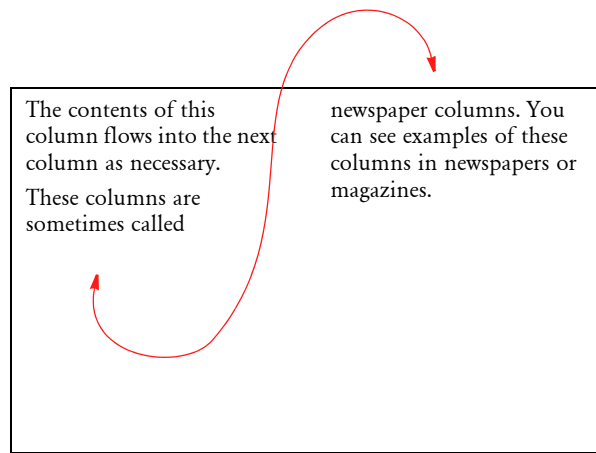 The contents of this
column flows into the next
column as necessary.
These columns are
sometimes called
newspaper columns. You
can see examples of these
columns in newspapers or
magazines.